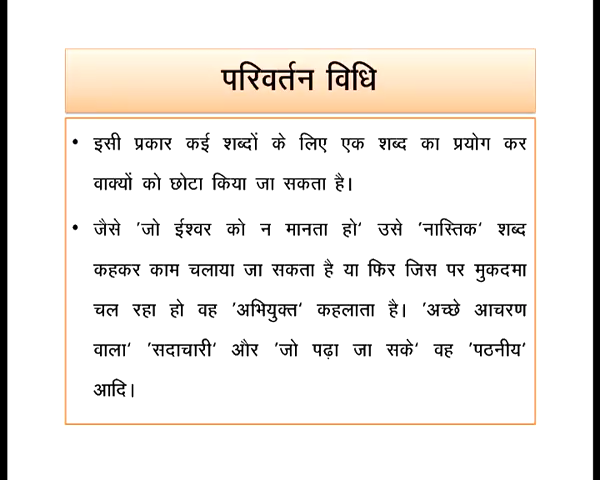 परिवर्तन विधि
• इसी प्रकार कई शब्दों के लिए एक शब्द का प्रयोग कर
वाक्यों को छोटा किया जा सकता है।
• जैसे 'जो ईश्वर को न मानता हो' उसे 'नास्तिक' शब्द
कहकर काम चलाया जा सकता है या फिर जिस पर मुकदमा
चल रहा हो वह 'अभियुक्त' कहलाता है। 'अच्छे आचरण
वाला' 'सदाचारी' और 'जो पढ़ा जा सके' वह 'पठनीय'
आदि।